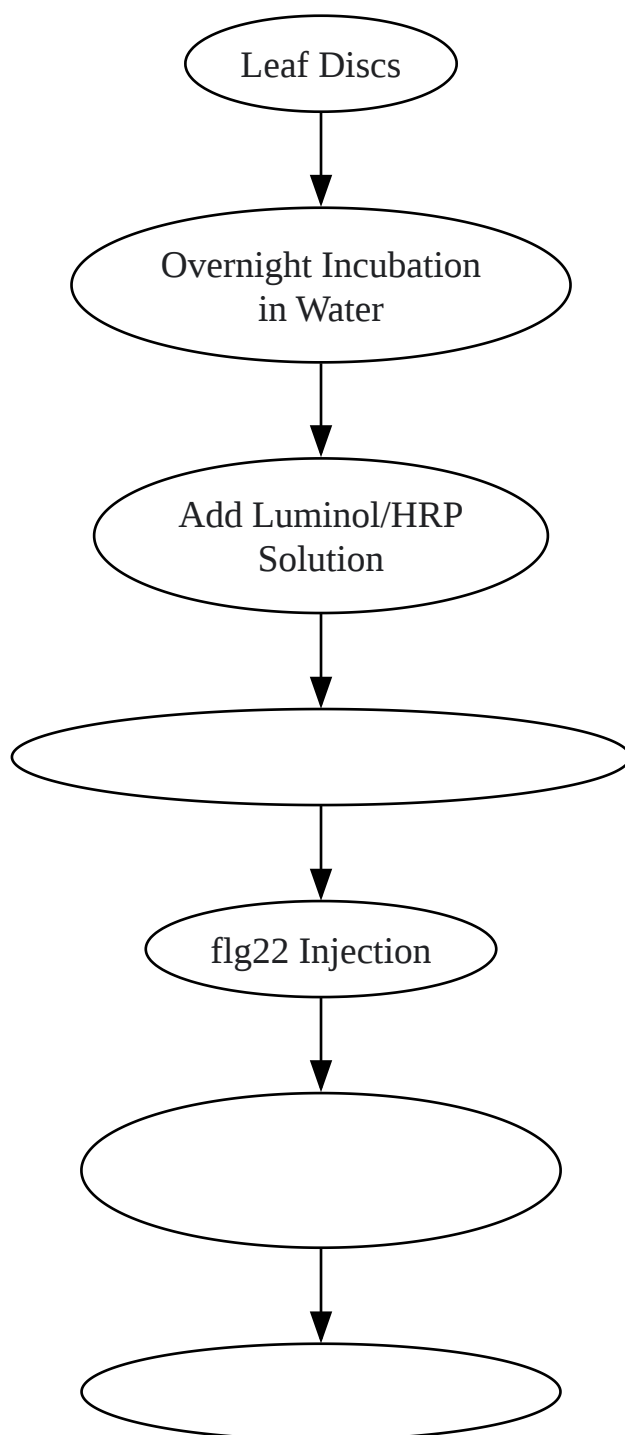 Leaf Discs
Overnight Incubation
in Water
Add Luminol/HRP
Solution
flg22 Injection